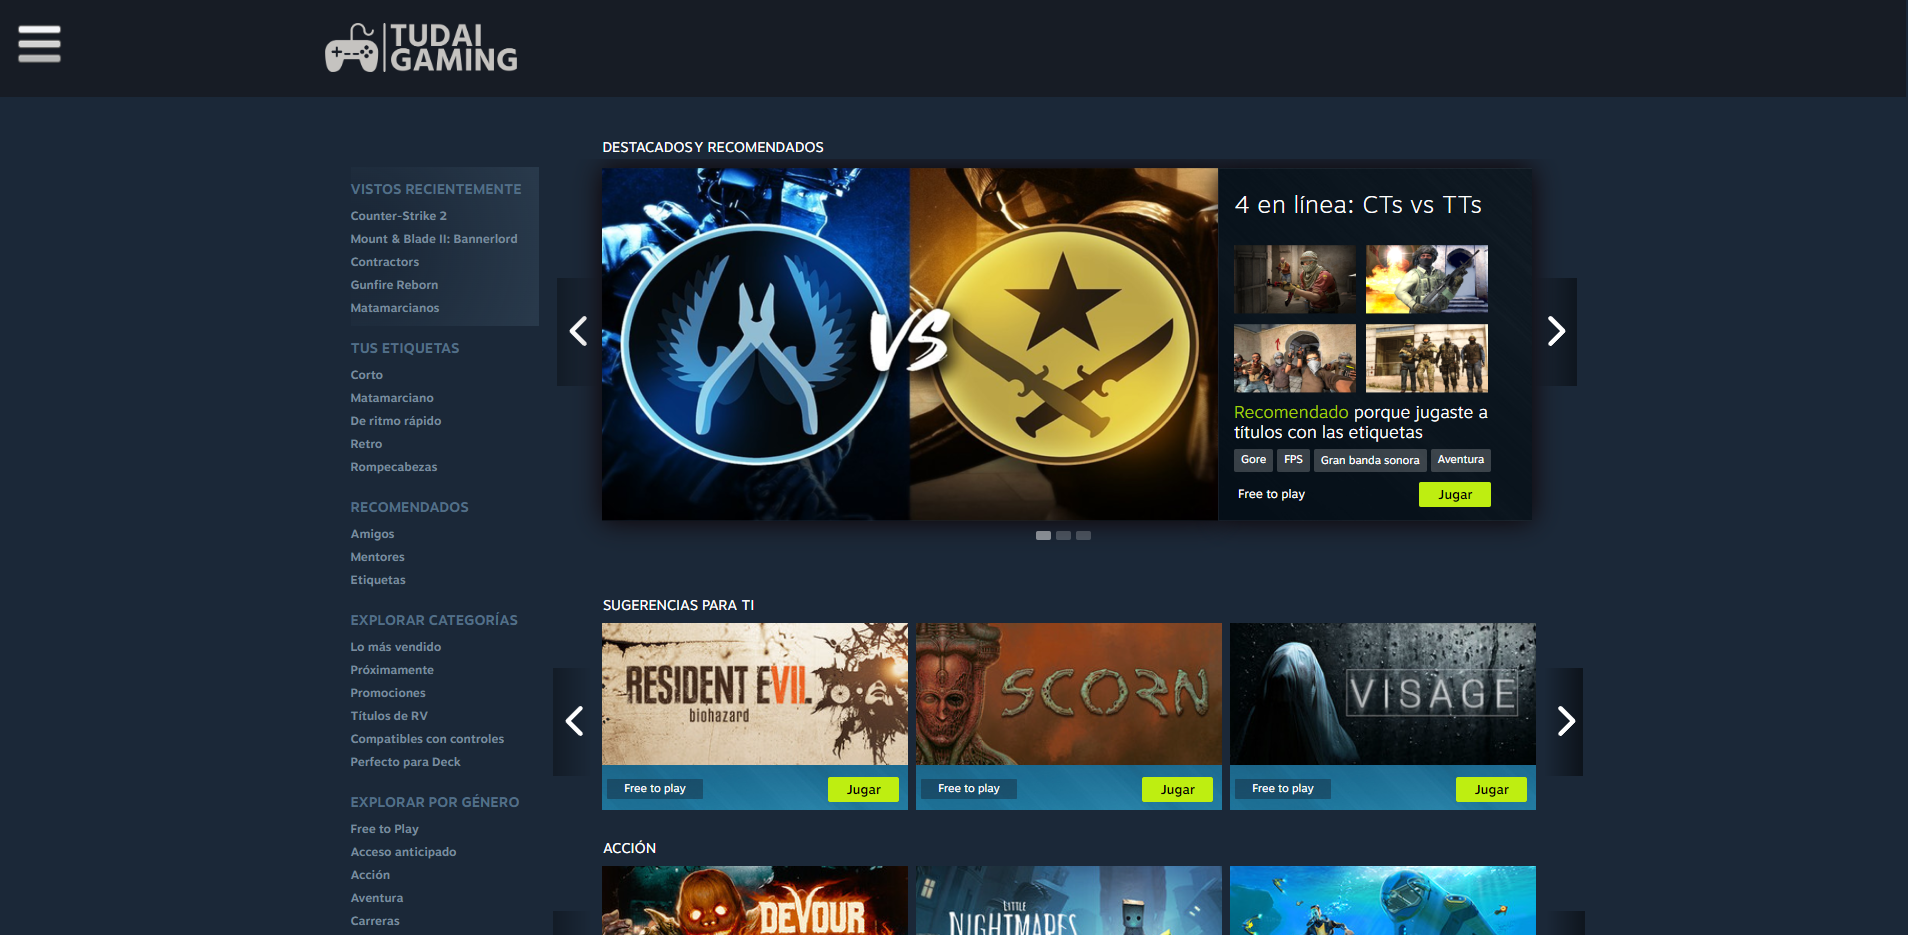 TUDAI
GAMING
VISTOS RECIENTEMENTE
Counter-Strike 2
Mount & Blade II: Bannerlord
Contractors
Gunfire Reborn
Matamarcianos
TUS ETIQUETAS
Corto
Matamarciano
De ritmo rápido
Retro
Rompecabezas
RECOMENDADOS
Amigos
Mentores
Etiquetas
EXPLORAR CATEGORÍAS
Lo más vendido
Próximamente
Promociones
Títulos de RV
Compatibles con controles
Perfecto para Deck
EXPLORAR POR GÉNERO
Free to Play
Acceso anticipado
Acción
Aventura
Carreras
DESTACADOS Y RECOMENDADOS
VS
4 en línea: CTs vs TTs
Recomendado porque jugaste a
títulos con las etiquetas
Gore FPS Gran banda sonora Aventura
Free to play Jugar
SUGERENCIAS PARA TI
RESIDENT EVII.
biohazard
Free to play Jugar
SCORN
Free to play Jugar
VISAGE
Free to play Jugar
ACCIÓN
DEVOUR
LITTLE
NIGHTMARES